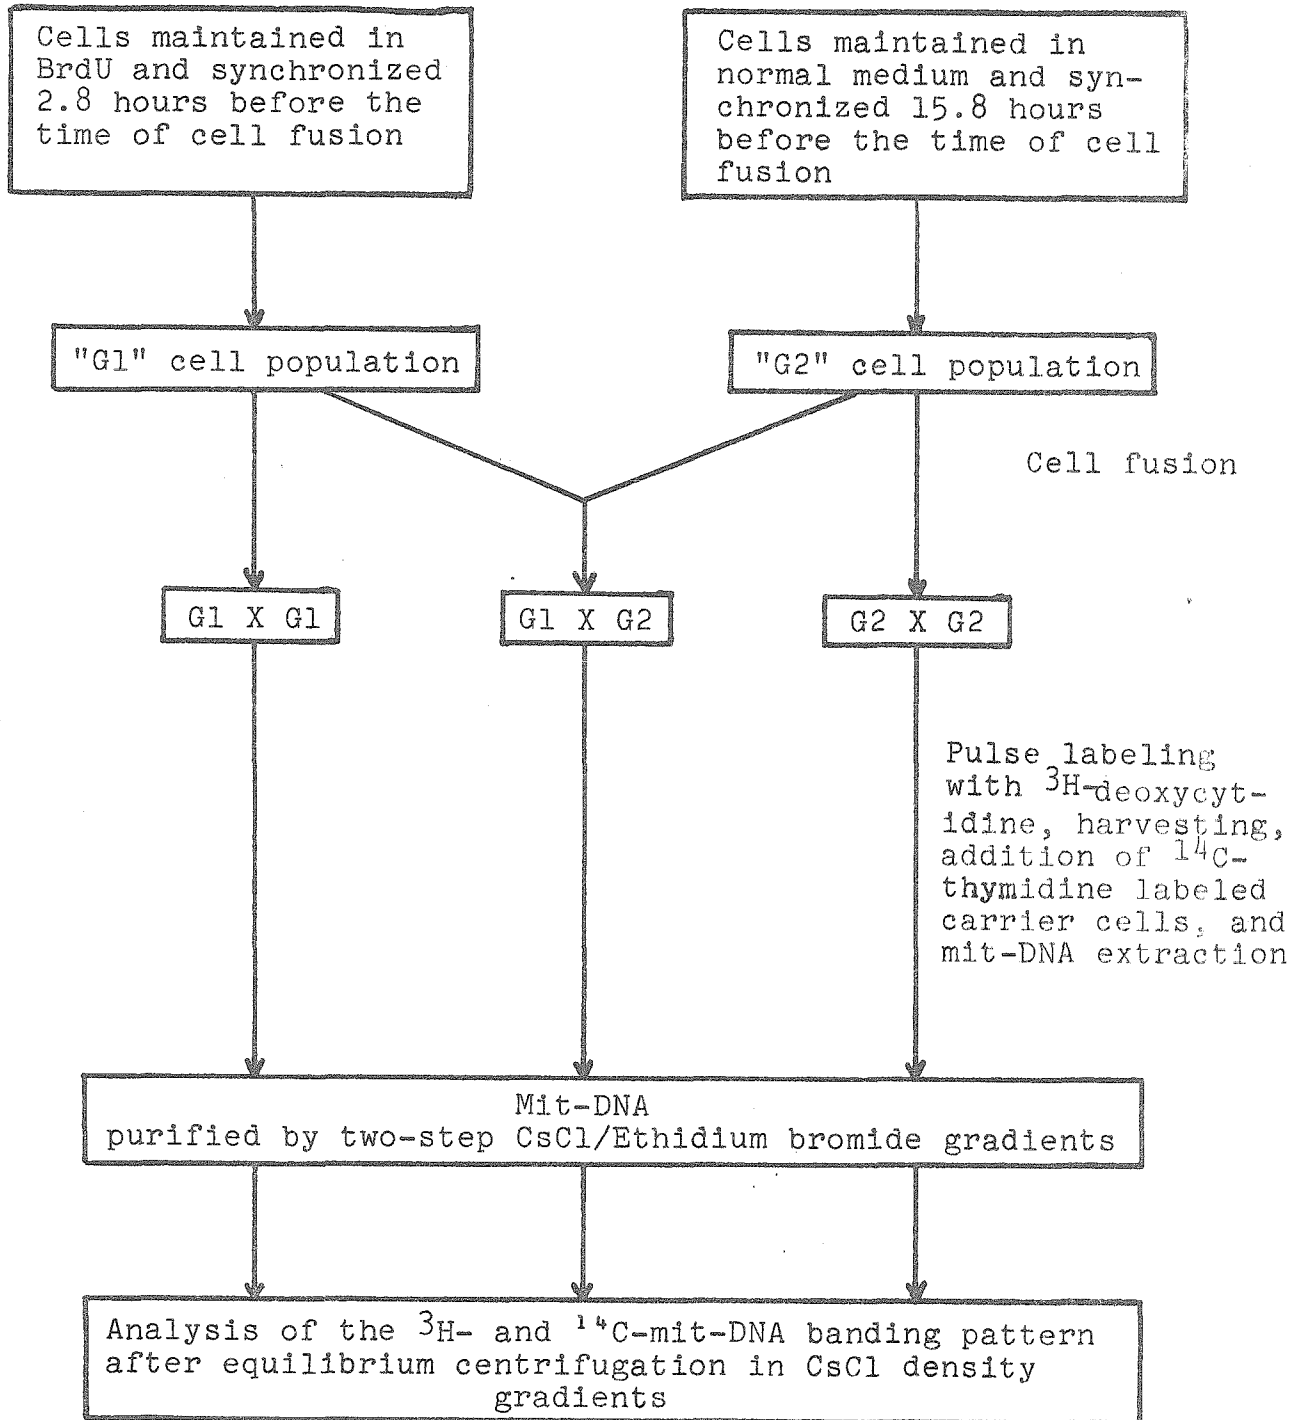 Cells maintained in
BrdU and synchronized
2.8 hours before the
time of cell fusion
Cells maintained in
normal medium and syn-
chronized 15.8 hours
before the time of cell
fusion
"G1" cell population
"G2" cell population
Cell fusion
G1 X G1
G1 X G2
G2 X G2
Pulse labeling
with ³H-deoxycyt-
idine, harvesting,
addition of ¹⁴C-
thymidine labeled
carrier cells, and
mit-DNA extraction
Mit-DNA
purified by two-step CsCl/Ethidium bromide gradients
Analysis of the ³H- and ¹⁴C-mit-DNA banding pattern
after equilibrium centrifugation in CsCl density
gradients